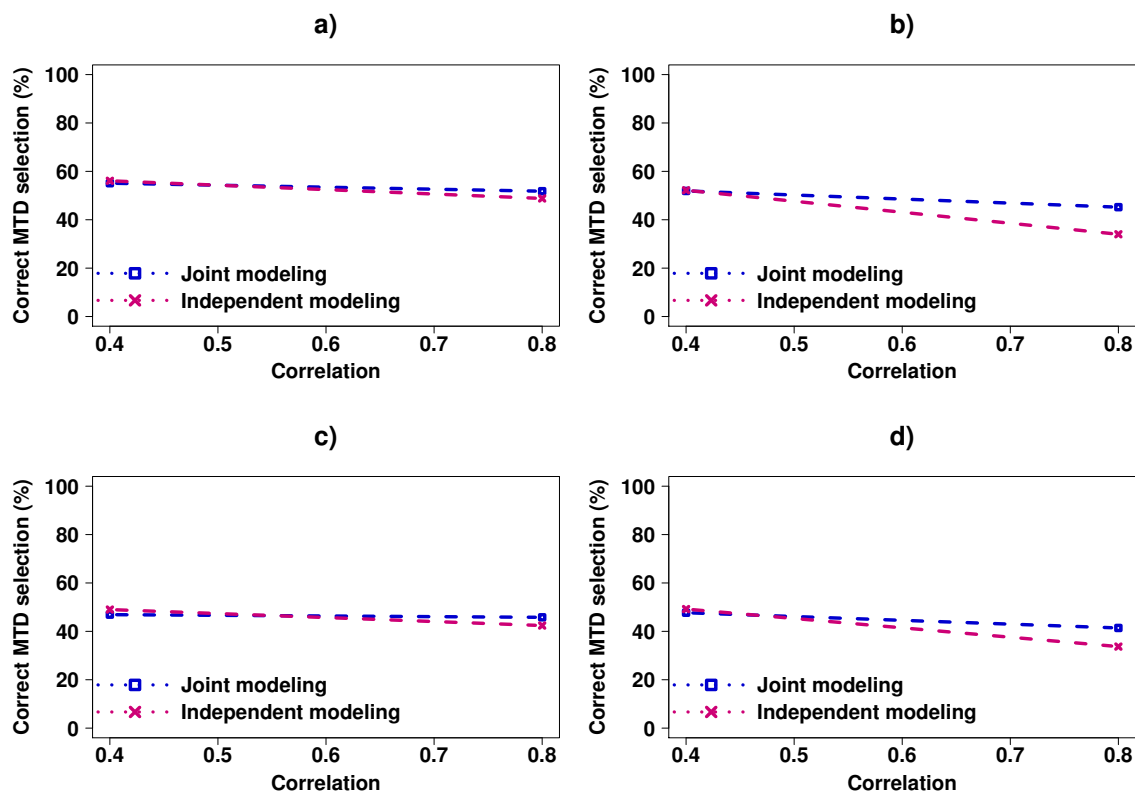 a)
Correct MTD selection (%)
100
80
60
40
20
0
Joint modeling
Independent modeling
0.4 0.5 0.6 0.7 0.8
Correlation
b)
Correct MTD selection (%)
100
80
60
40
20
0
Joint modeling
Independent modeling
0.4 0.5 0.6 0.7 0.8
Correlation
c)
Correct MTD selection (%)
100
80
60
40
20
0
Joint modeling
Independent modeling
0.4 0.5 0.6 0.7 0.8
Correlation
d)
Correct MTD selection (%)
100
80
60
40
20
0
Joint modeling
Independent modeling
0.4 0.5 0.6 0.7 0.8
Correlation